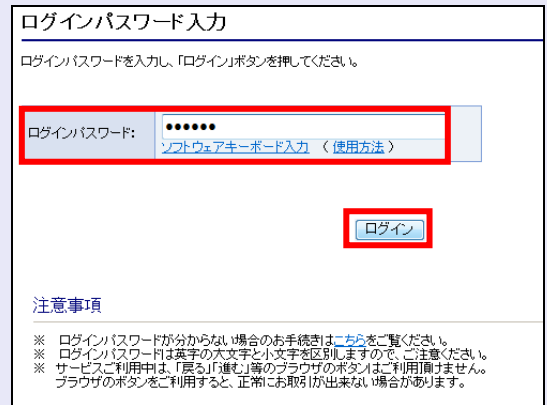 ログインパスワード入力
ログインパスワードを入力し、「ログイン」ボタンを押してください。
ログインパスワード: ●●●●●●
ソフトウェアキーボード入力 （ 使用方法 ）
ログイン
注意事項
※ ログインパスワードが分からない場合のお手続きはこちらをご覧ください。
※ ログインパスワードは英字の大文字と小文字を区別しますので、ご注意ください。
※ サービスご利用中は、「戻る」「進む」等のブラウザのボタンはご利用頂けません。
ブラウザのボタンをご利用すると、正常にお取引が出来ない場合があります。